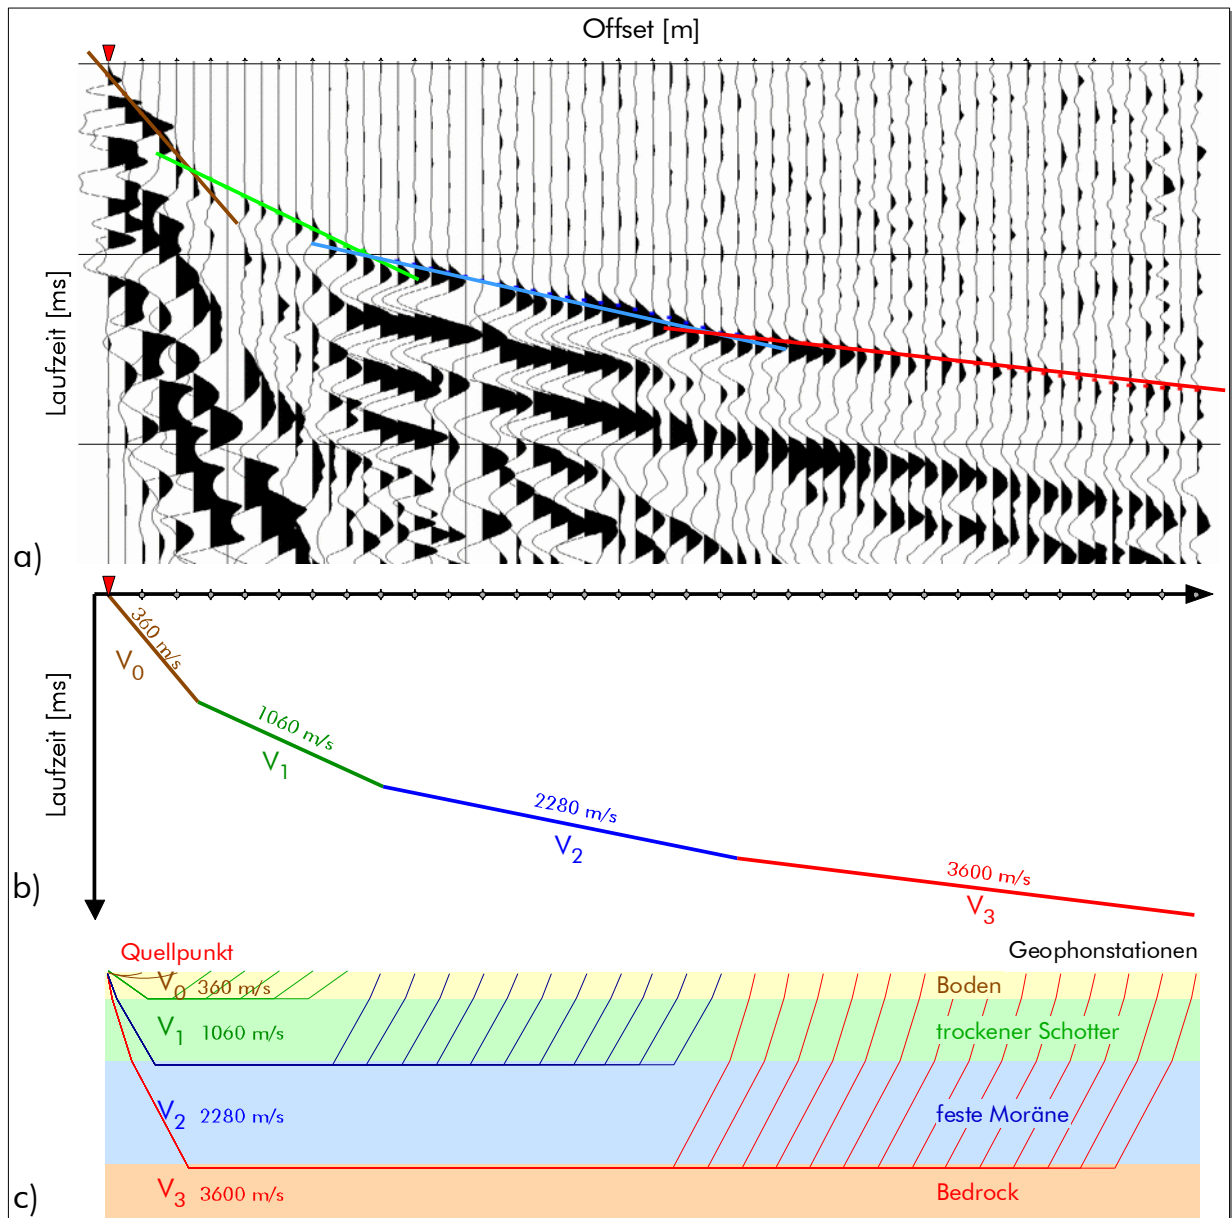 Offset [m]
Laufzeit [ms]
a)
360 m/s
V0
1060 m/s
V1
2280 m/s
V2
3600 m/s
V3
Laufzeit [ms]
b)
Quellpunkt
Geophonstationen
V0 360 m/s
Boden
V1 1060 m/s
trockener Schotter
V2 2280 m/s
feste Moräne
V3 3600 m/s
Bedrock
c)